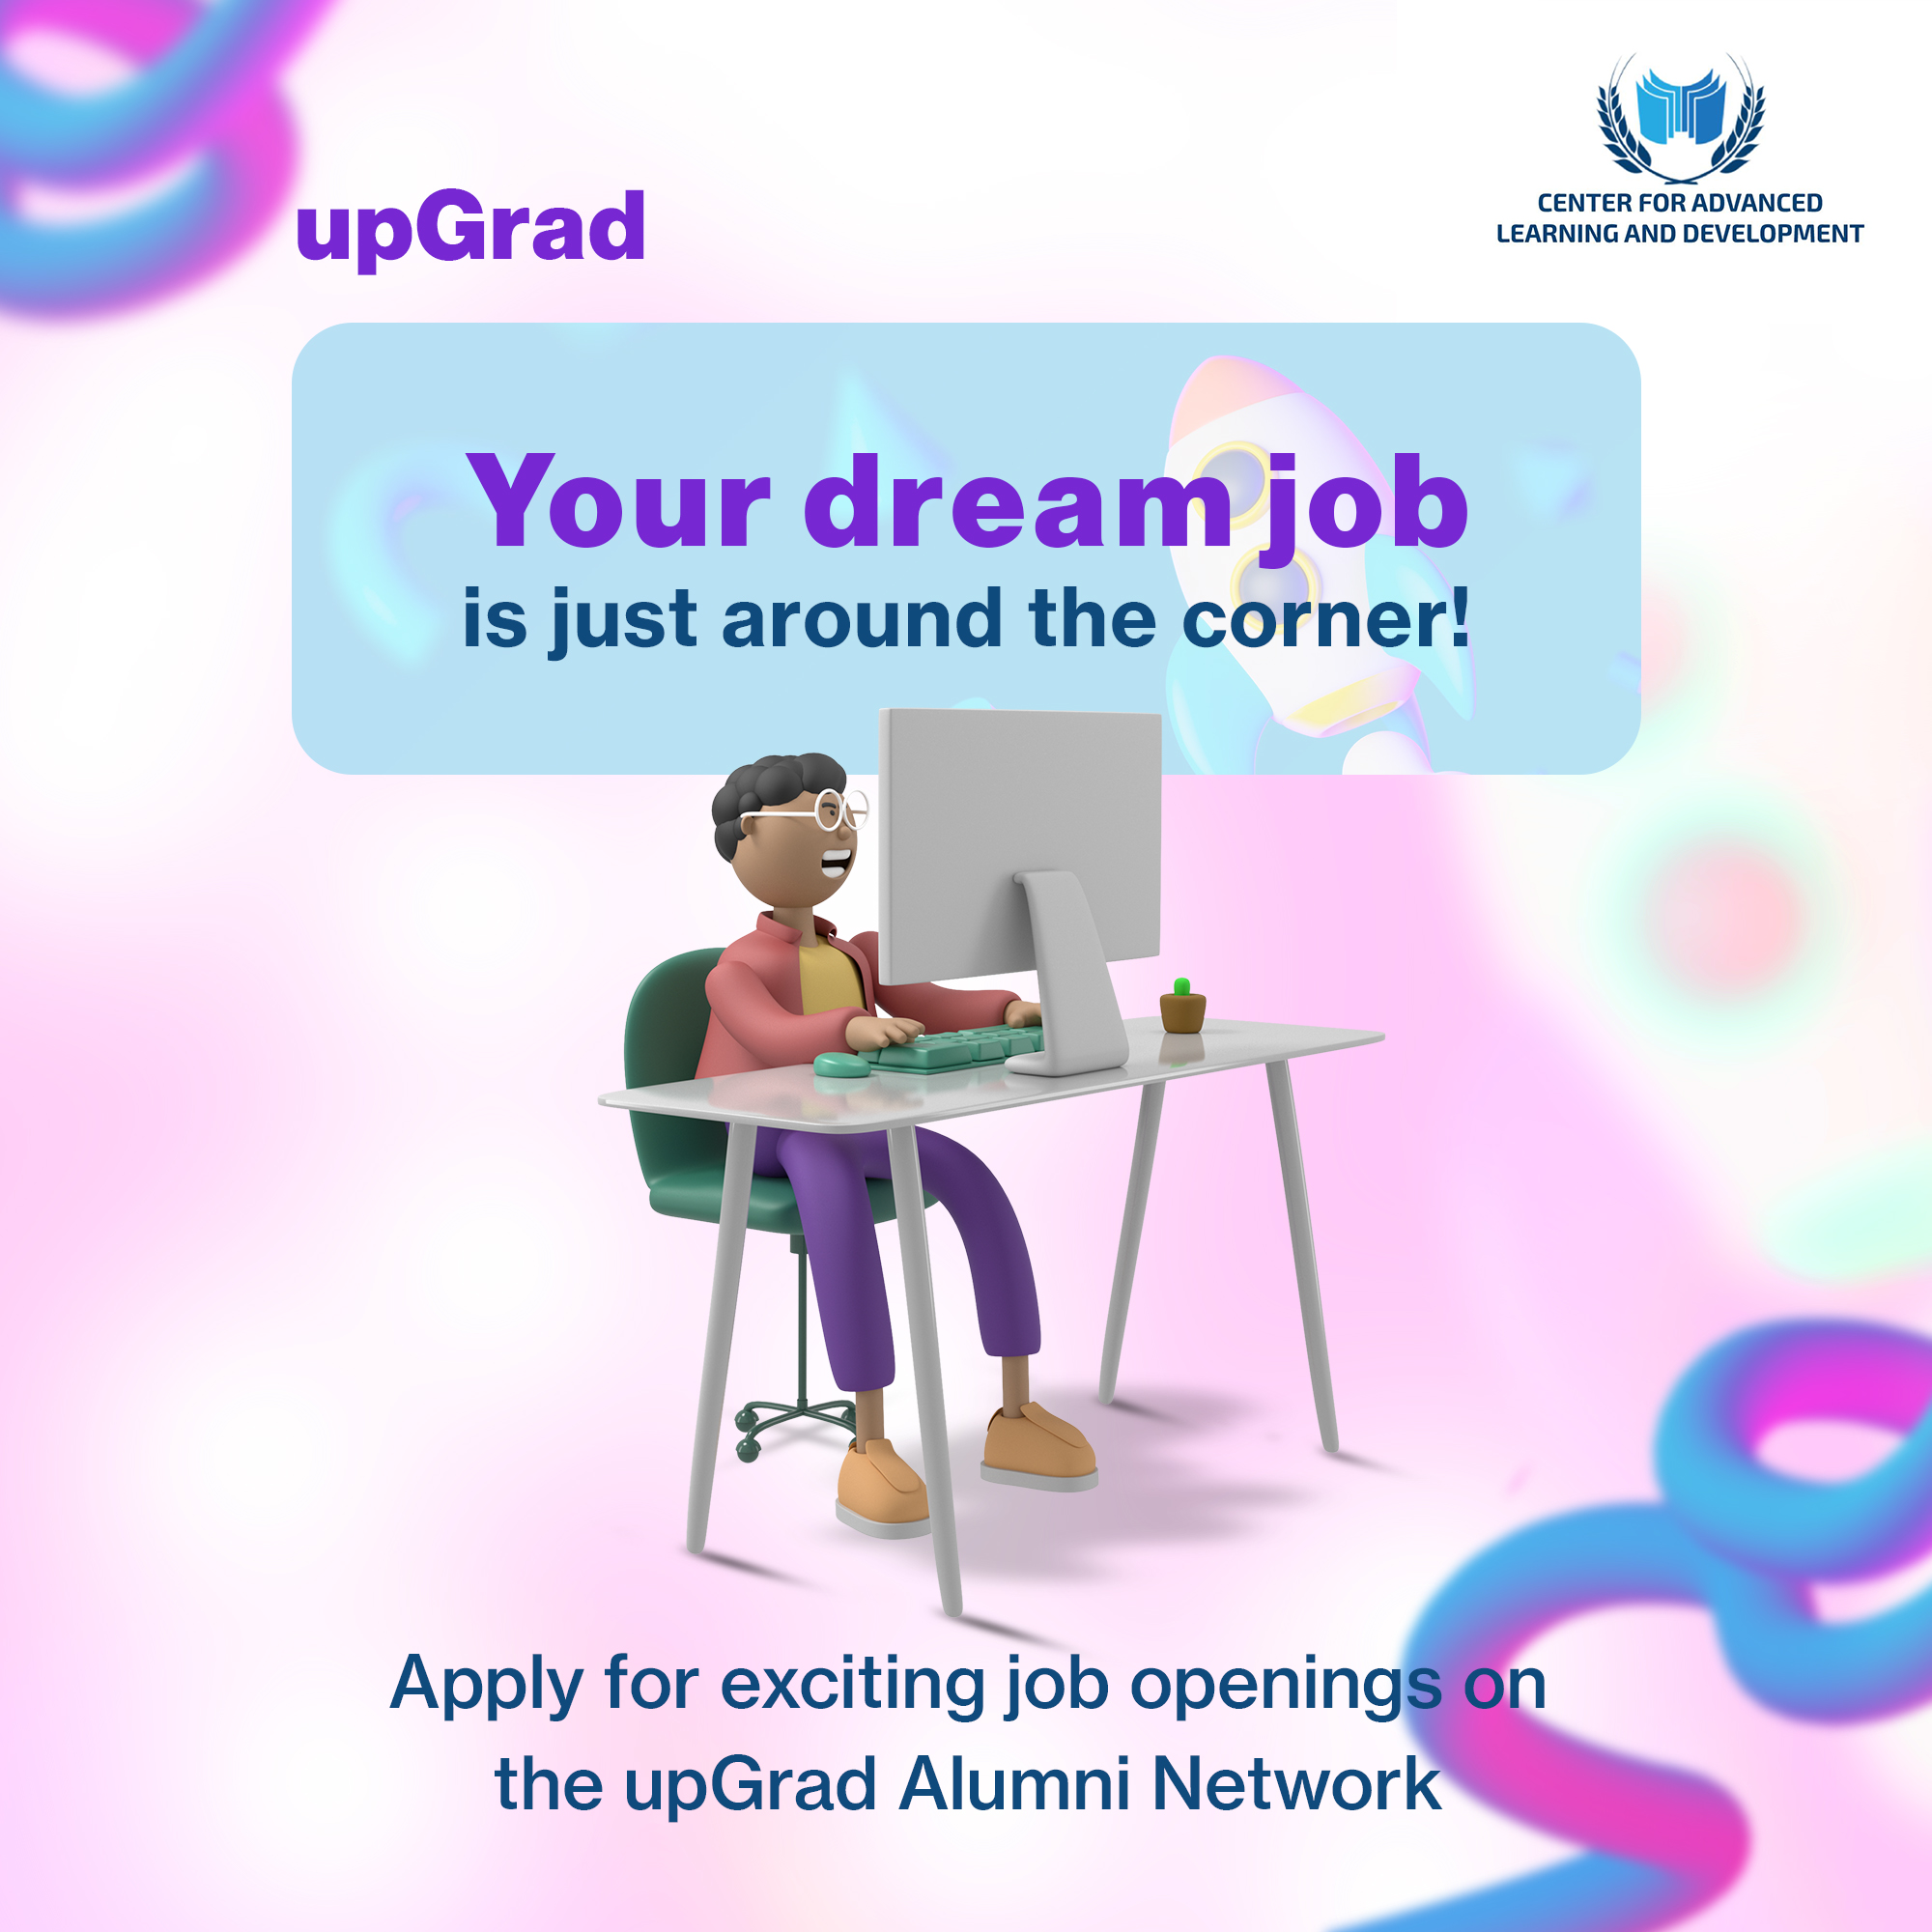 upGrad
CENTER FOR ADVANCED
LEARNING AND DEVELOPMENT
Your dream job
is just around the corner!
Apply for exciting job openings on
the upGrad Alumni Network